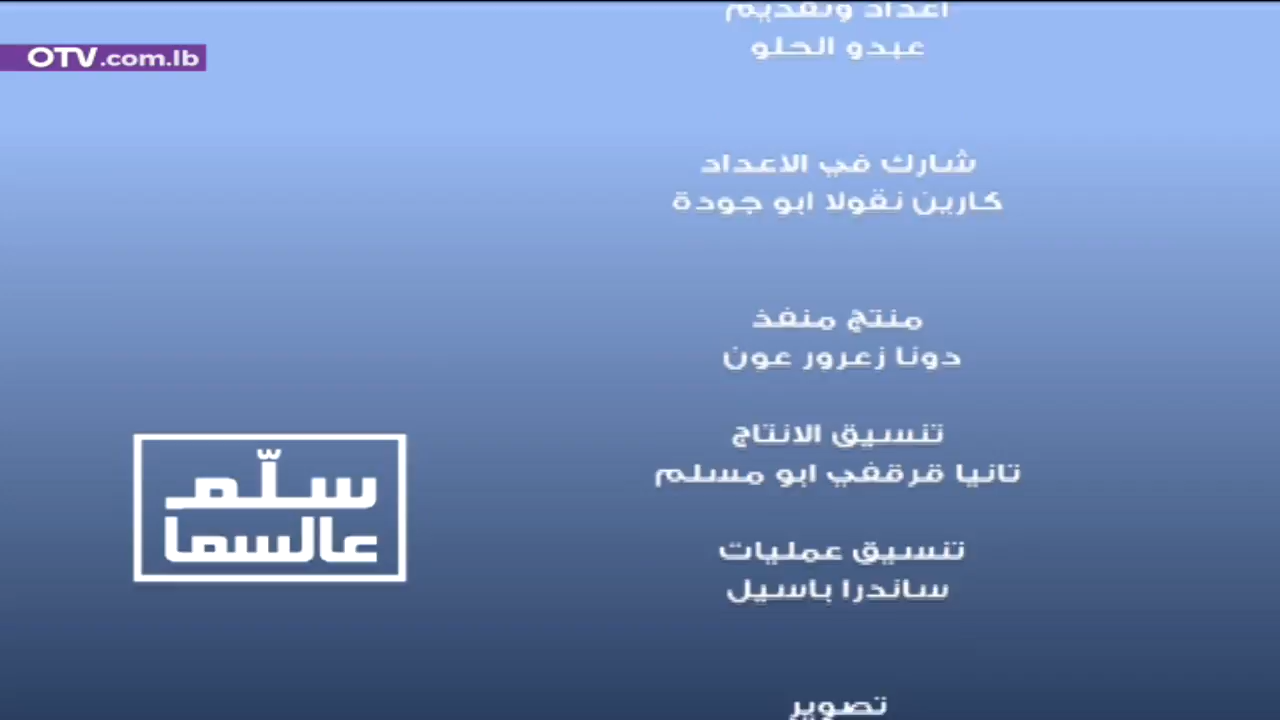 اعداد وتقديم
عبدو الحلو
OTV.com.lb
شارك في الاعداد
كارين نقولا ابو جودة
منتج منفذ
دونا زعرور عون
تنسيق الانتاج
تانيا قرقفي ابو مسلم
سلّم
عالسما
تنسيق عمليات
ساندرا باسيل
تصوير